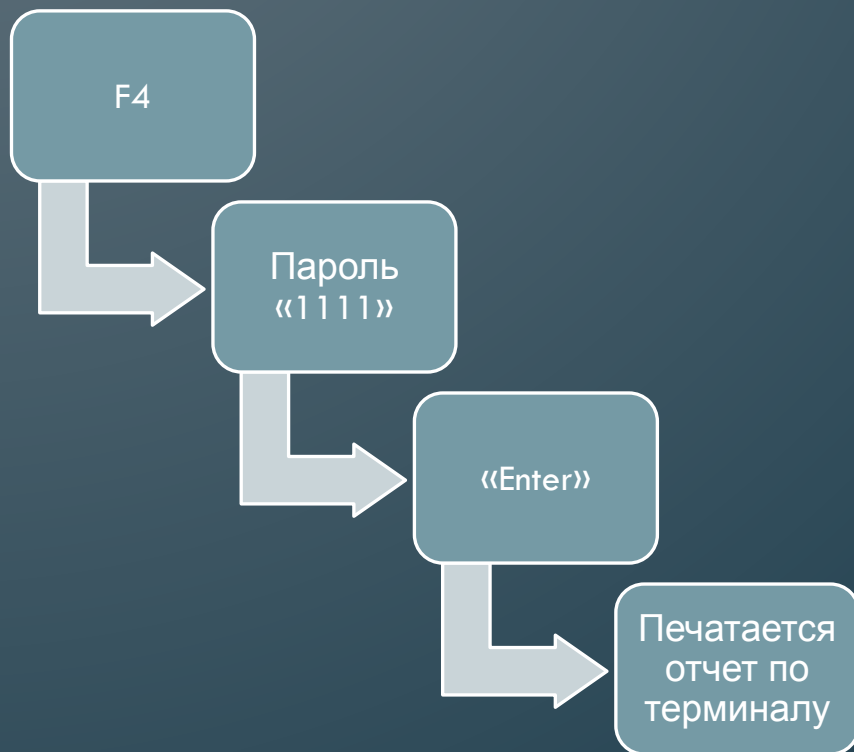 F4
Пароль
«1111»
«Enter»
Печатается
отчет по
терминалу